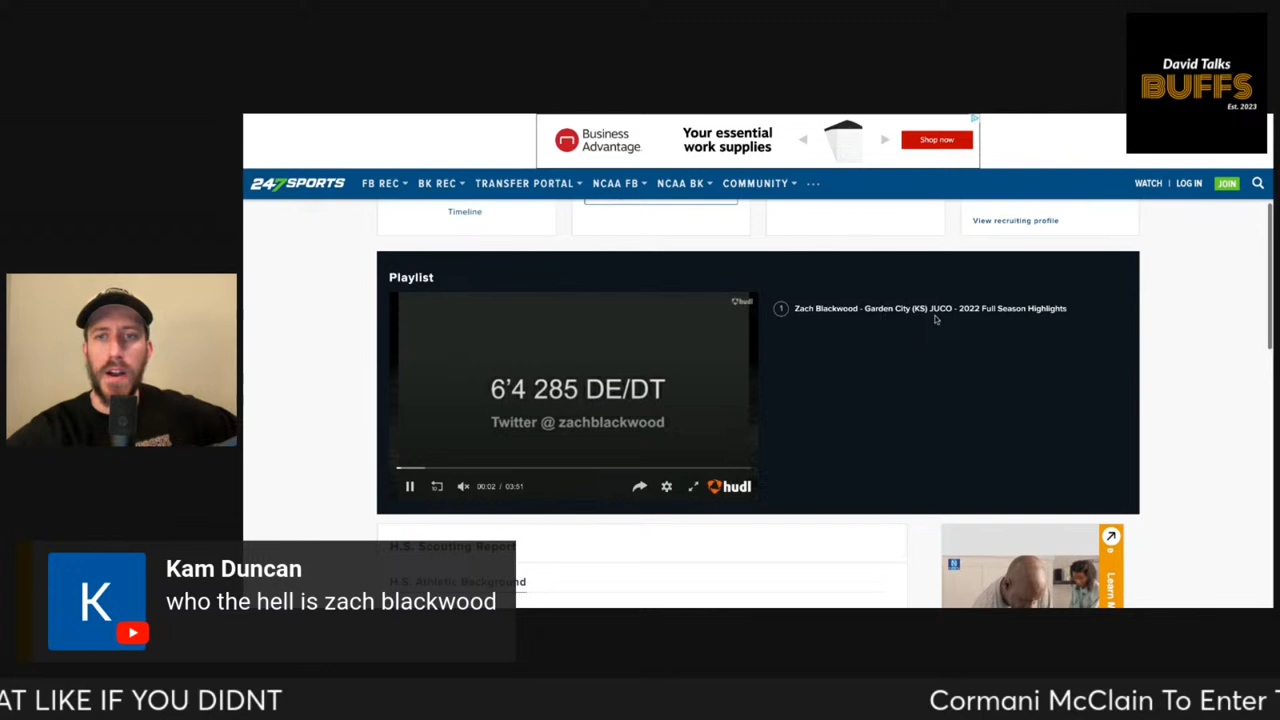 David Talks
BUFFS
Est. 2023
Business
Advantage
Your essential
work supplies
Shop now
247SPORTS
FB REC
BK REC
TRANSFER PORTAL
NCAA FB
NCAA BK
COMMUNITY
WATCH
LOG IN
JOIN
Timeline
View recruiting profile
Playlist
hudl
6'4 285 DE/DT
Twitter @ zachblackwood
00:02 / 03:51
hudl
1 Zach Blackwood - Garden City (KS) JUCO - 2022 Full Season Highlights
H.S. Scouting Report
H.S. Athletic Background
N
e
Learn M
K
Kam Duncan
who the hell is zach blackwood
AT LIKE IF YOU DIDNT
Cormani McClain To Enter